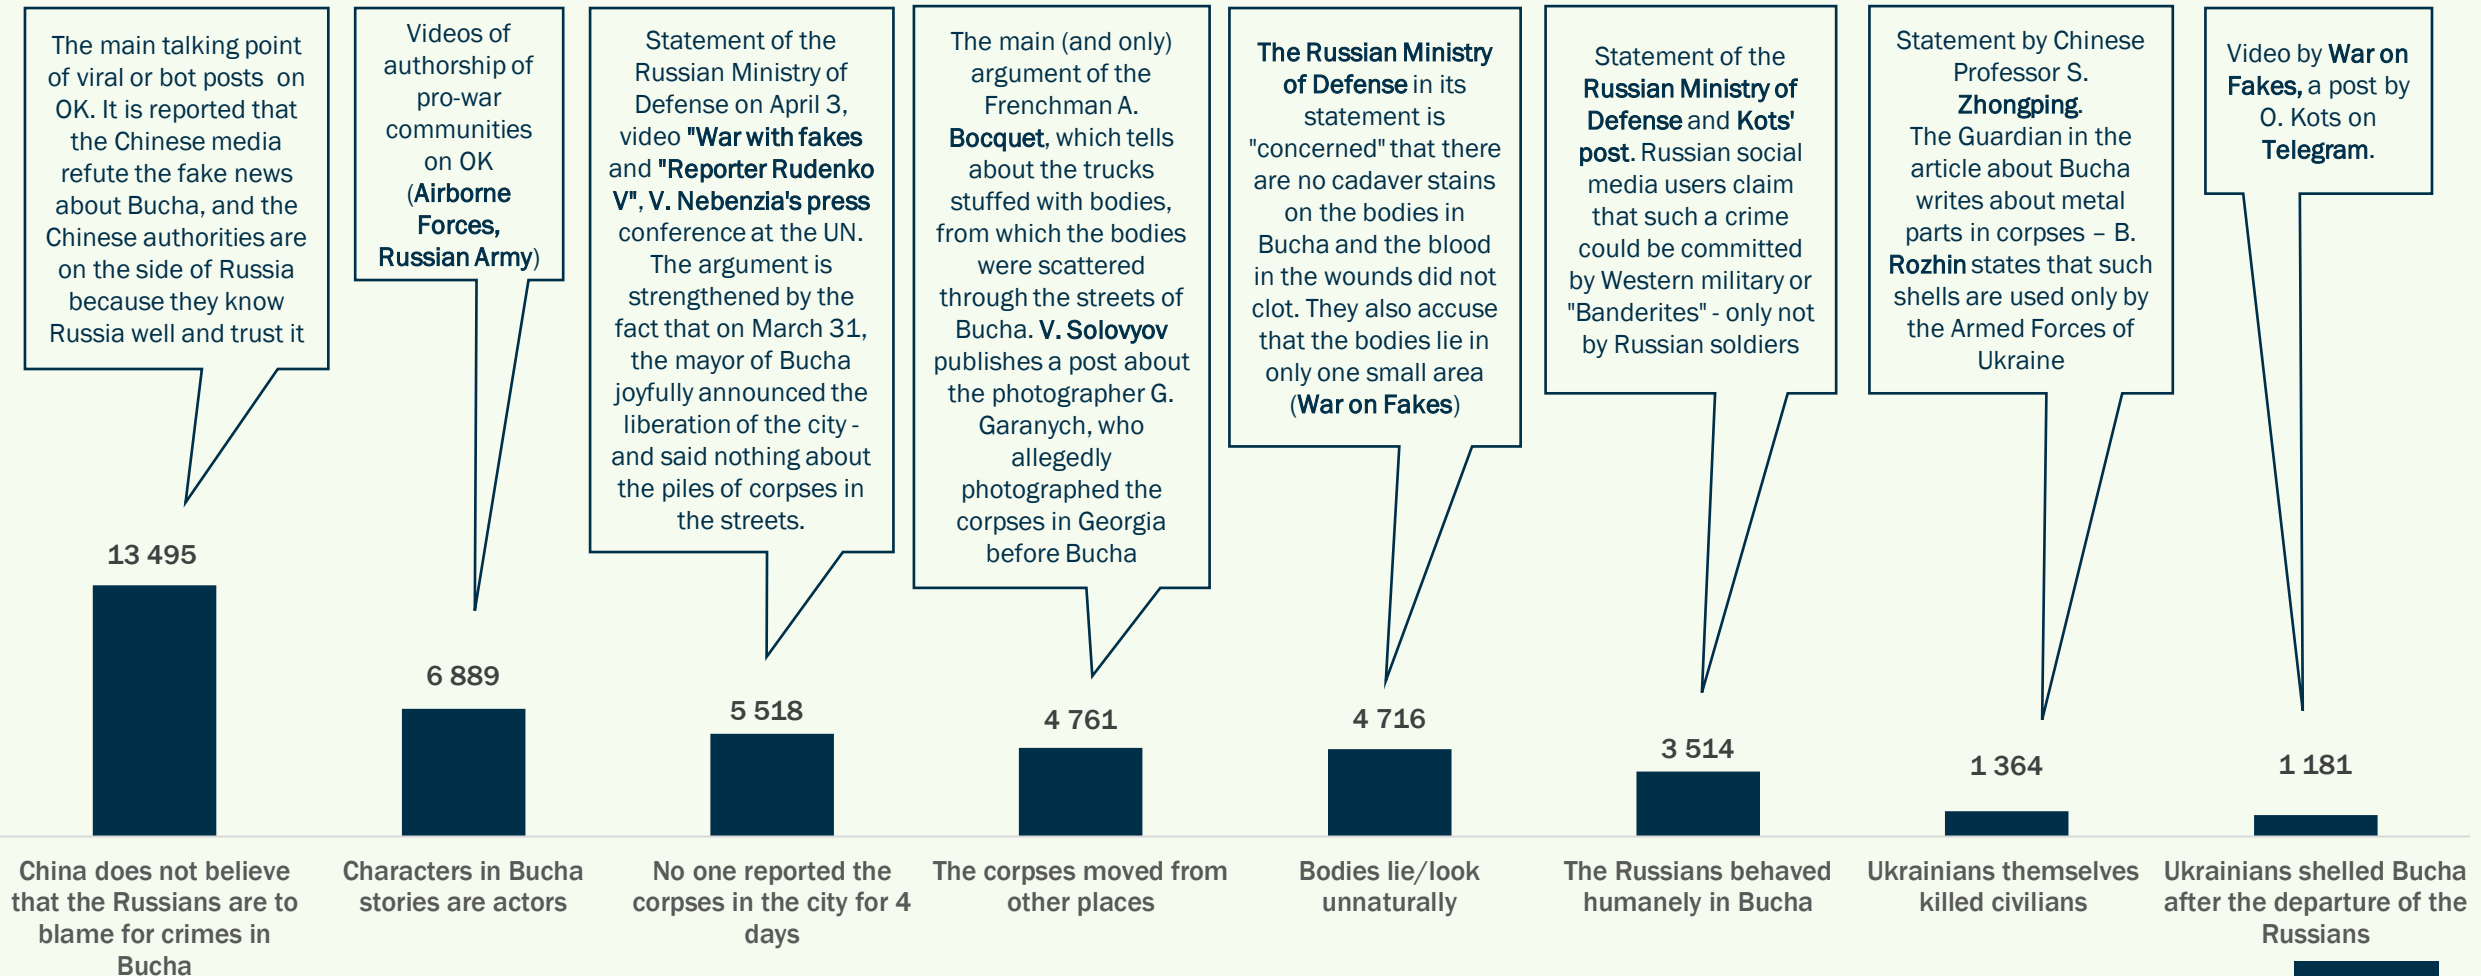 The main talking point
of viral or bot posts on
OK. It is reported that
the Chinese media
refute the fake news
about Bucha, and the
Chinese authorities are
on the side of Russia
because they know
Russia well and trust it
Videos of
authorship of
pro-war
communities
on OK
(Airborne
Forces,
Russian Army)
Statement of the
Russian Ministry of
Defense on April 3,
video "War with fakes
and "Reporter Rudenko
V", V. Nebenzia's press
conference at the UN.
The argument is
strengthened by the
fact that on March 31,
the mayor of Bucha
joyfully announced the
liberation of the city -
and said nothing about
the piles of corpses in
the streets.
The main (and only)
argument of the
Frenchman A.
Bocquet, which tells
about the trucks
stuffed with bodies,
from which the bodies
were scattered
through the streets of
Bucha. V. Solovyov
publishes a post about
the photographer G.
Garanych, who
allegedly
photographed the
corpses in Georgia
before Bucha
The Russian Ministry
of Defense in its
statement is
"concerned" that there
are no cadaver stains
on the bodies in
Bucha and the blood
in the wounds did not
clot. They also accuse
that the bodies lie in
only one small area
(War on Fakes)
Statement of the
Russian Ministry of
Defense and Kots'
post. Russian social
media users claim
that such a crime
could be committed
by Western military or
"Banderites" - only not
by Russian soldiers
Statement by Chinese
Professor S.
Zhongping.
The Guardian in the
article about Bucha
writes about metal
parts in corpses – B.
Rozhin states that such
shells are used only by
the Armed Forces of
Ukraine
Video by War on
Fakes, a post by
O. Kots on
Telegram.
13 495
6 889
5 518
4 761
4 716
3 514
1 364
1 181
China does not believe
that the Russians are to
blame for crimes in
Bucha
Characters in Bucha
stories are actors
No one reported the
corpses in the city for 4
days
The corpses moved from
other places
Bodies lie/look
unnaturally
The Russians behaved
humanely in Bucha
Ukrainians themselves
killed civilians
Ukrainians shelled Bucha
after the departure of the
Russians